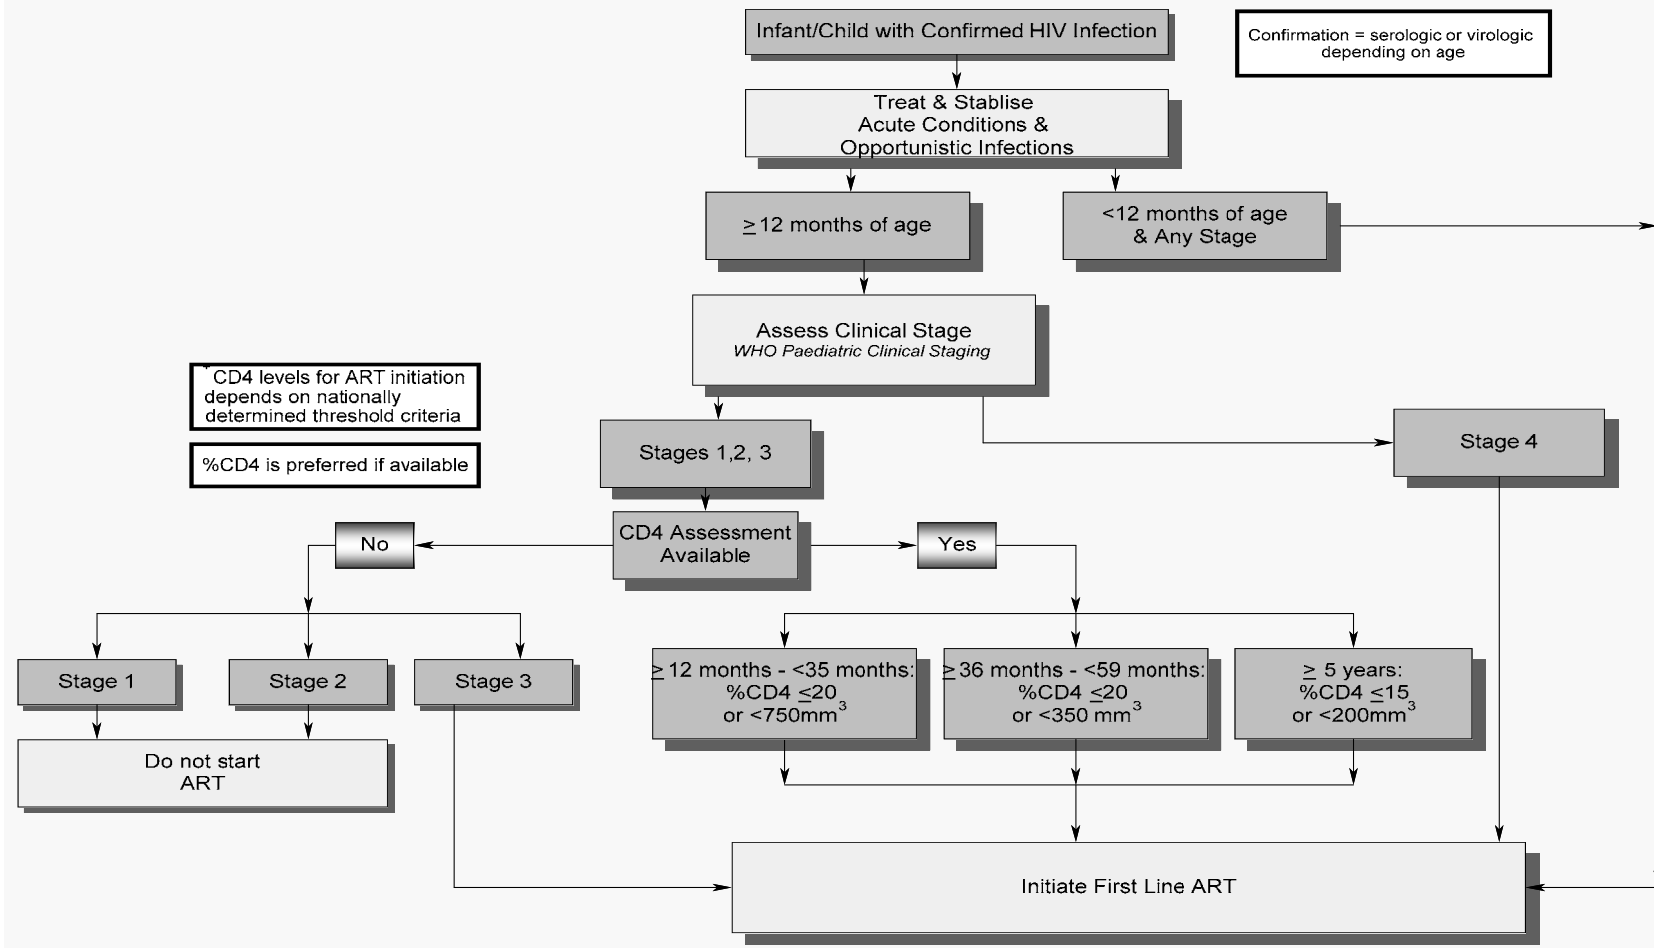 Infant/Child with Confirmed HIV Infection
Confirmation = serologic or virologic
depending on age
Treat & Stablise
Acute Conditions &
Opportunistic Infections
≥ 12 months of age
<12 months of age
& Any Stage
Assess Clinical Stage
WHO Paediatric Clinical Staging
*CD4 levels for ART initiation
depends on nationally
determined threshold criteria
%CD4 is preferred if available
Stages 1,2, 3
Stage 4
CD4 Assessment
Available
No
Yes
Stage 1
Stage 2
Stage 3
≥ 12 months - <35 months:
%CD4 ≤20
or <750mm³
≥ 36 months - <59 months:
%CD4 ≤20
or <350 mm³
≥ 5 years:
%CD4 ≤15
or <200mm³
Do not start
ART
Initiate First Line ART